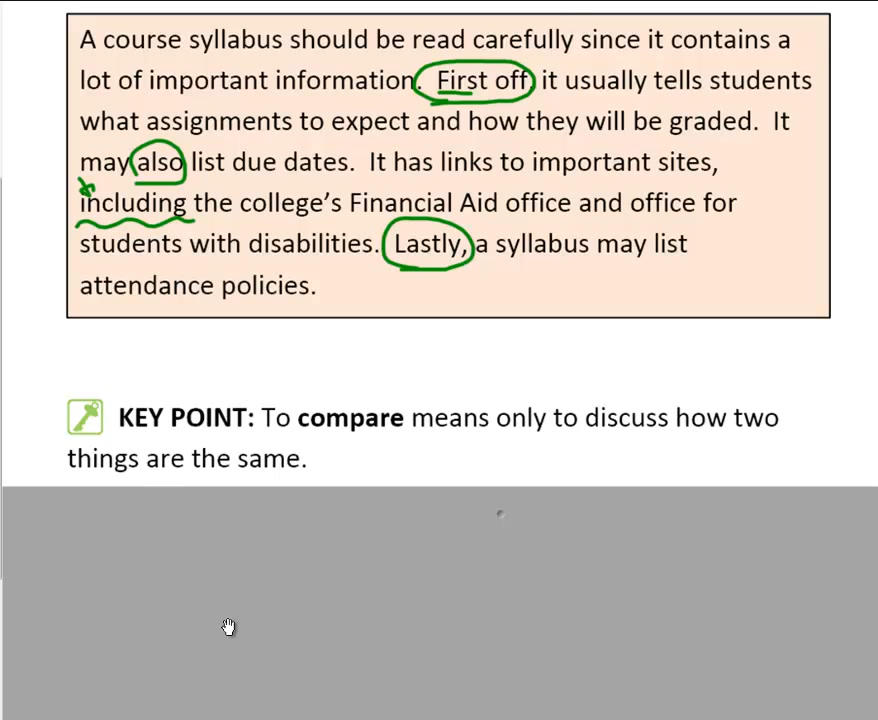 A course syllabus should be read carefully since it contains a
lot of important information.  First off, it usually tells students
what assignments to expect and how they will be graded.  It
may also list due dates.  It has links to important sites,
including the college’s Financial Aid office and office for
students with disabilities.  Lastly, a syllabus may list
attendance policies.
KEY POINT: To compare means only to discuss how two
things are the same.